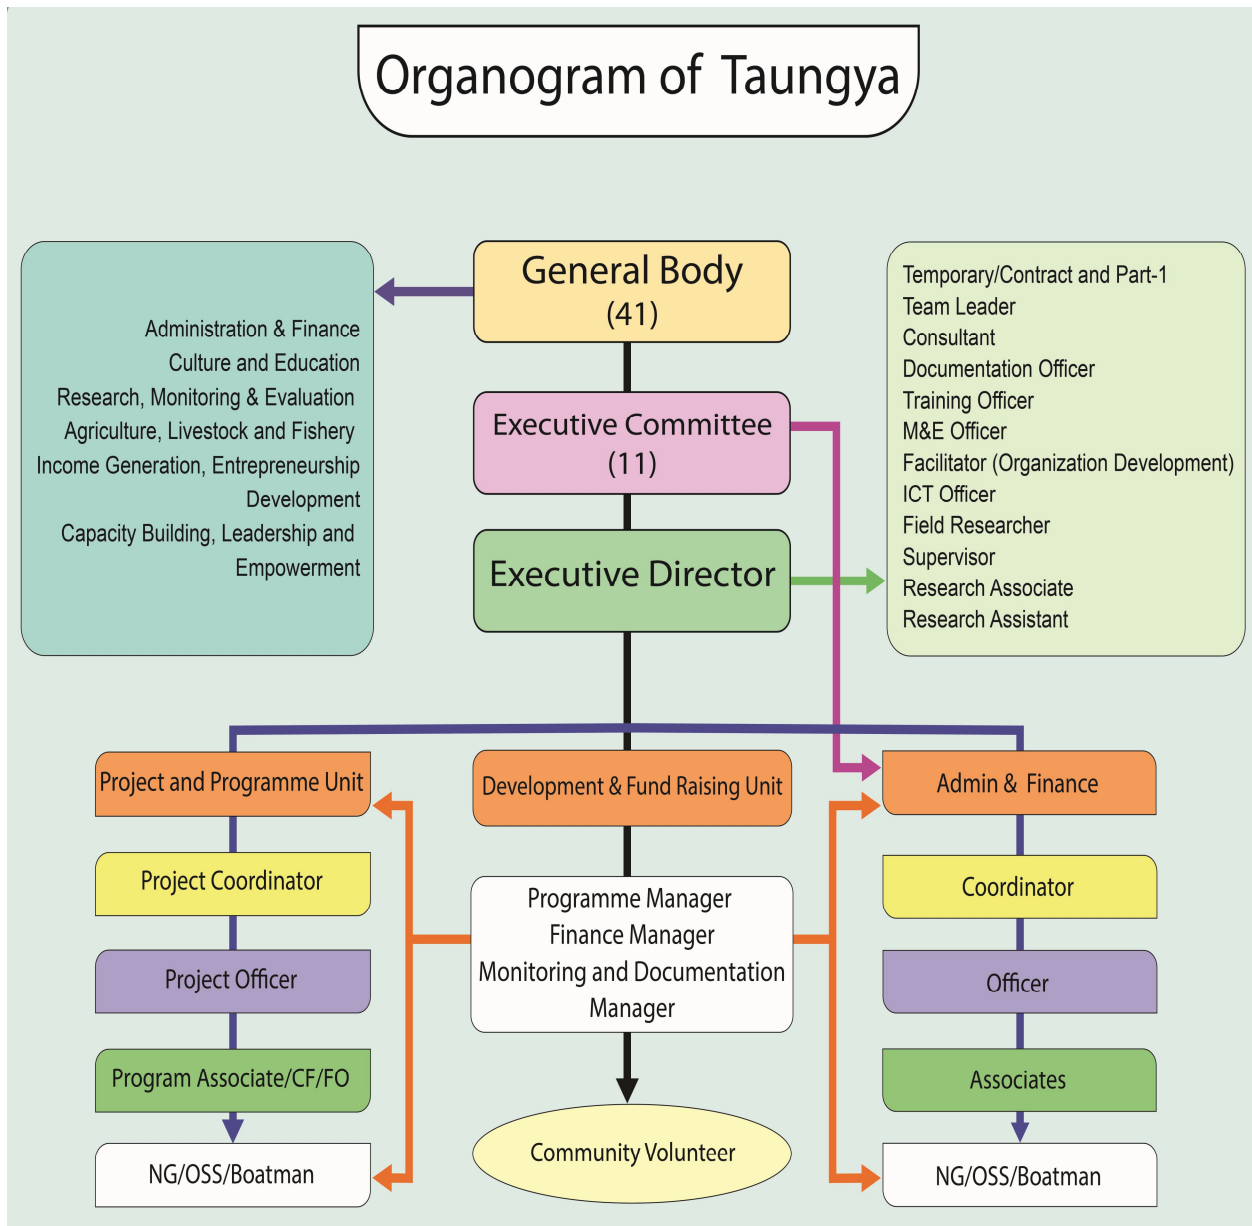 Organogram of Taungya
Administration & Finance
Culture and Education
Research, Monitoring & Evaluation
Agriculture, Livestock and Fishery
Income Generation, Entrepreneurship
Development
Capacity Building, Leadership and
Empowerment
General Body
(41)
Executive Committee
(11)
Executive Director
Temporary/Contract and Part-1
Team Leader
Consultant
Documentation Officer
Training Officer
M&E Officer
Facilitator (Organization Development)
ICT Officer
Field Researcher
Supervisor
Research Associate
Research Assistant
Project and Programme Unit
Project Coordinator
Project Officer
Program Associate/CF/FO
NG/OSS/Boatman
Development & Fund Raising Unit
Programme Manager
Finance Manager
Monitoring and Documentation
Manager
Community Volunteer
Admin & Finance
Coordinator
Officer
Associates
NG/OSS/Boatman